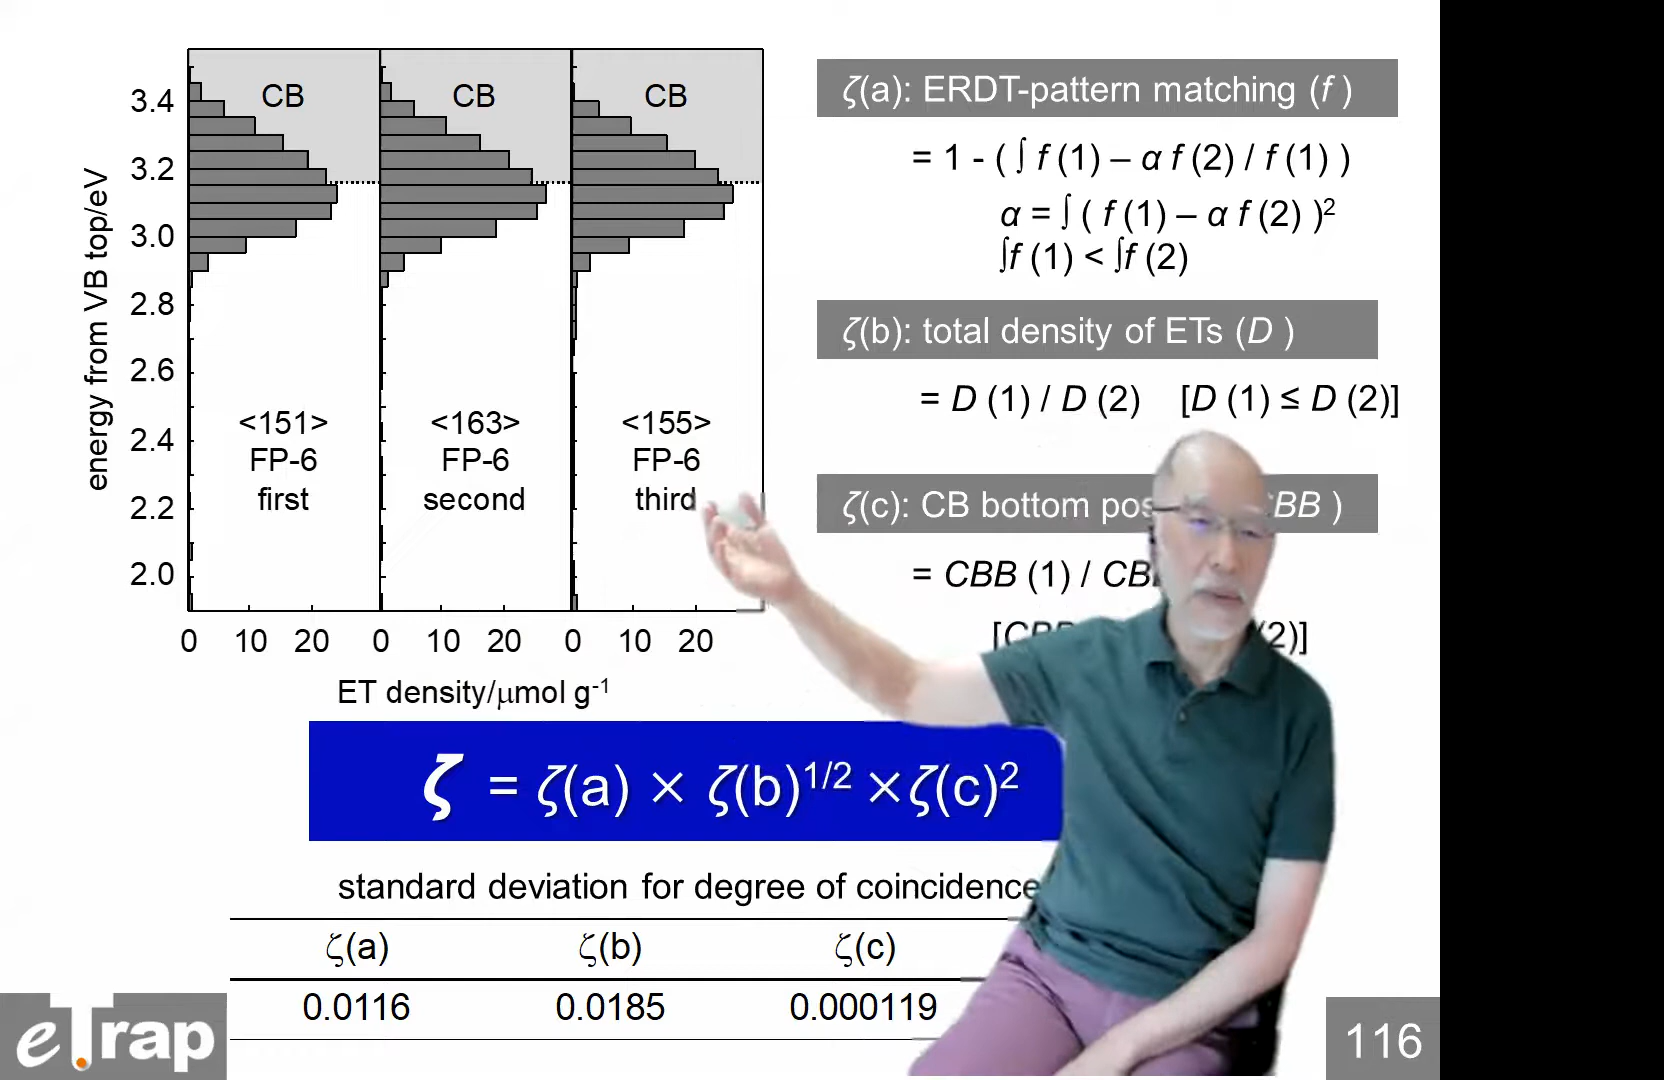 energy from VB top/eV
3.4
3.2
3.0
2.8
2.6
2.4
2.2
2.0
CB CB CB
<151> <163> <155>
FP-6 FP-6 FP-6
first second third
0 10 20 0 10 20 0 10 20
ET density/μmol g⁻¹
ζ(a): ERDT-pattern matching (f )
= 1 - ( ∫ f (1) – α f (2) / f (1) )
α = ∫ ( f (1) – α f (2) )²
∫f (1) < ∫f (2)
ζ(b): total density of ETs (D )
= D (1) / D (2) [D (1) ≤ D (2)]
ζ(c): CB bottom BB )
= CBB (1) /
(2)]
ζ = ζ(a) × ζ(b)¹ᐟ² ×ζ(c)²
standard deviation for degree of coincidence
ζ(a) ζ(b) ζ(c)
0.0116 0.0185 0.000119
eTrap
116